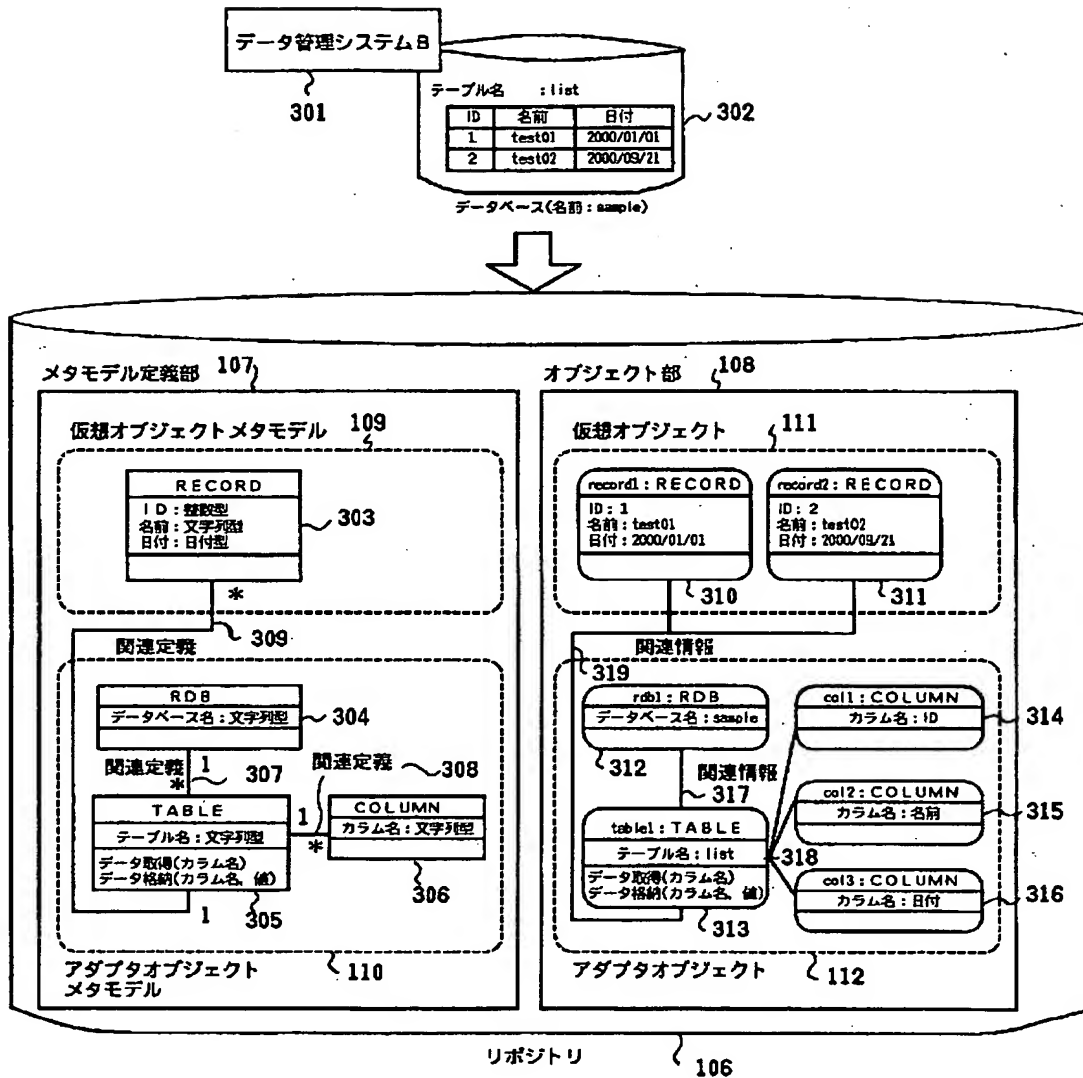 データ管理システムB
301
テーブル名 :list
ID 名前 日付
1 test01 2000/01/01
2 test02 2000/09/21
302
データベース(名前:sample)
メタモデル定義部 107
仮想オブジェクトメタモデル 109
RECORD
ID:整数型
名前:文字列型
日付:日付型
303
*
309
関連定義
RDB
データベース名:文字列型
304
関連定義 1
* 307
関連定義 308
TABLE
テーブル名:文字列型
データ取得(カラム名)
データ格納(カラム名、値)
305
1
1
*
COLUMN
カラム名:文字列型
306
110
アダプタオブジェクト
メタモデル
オブジェクト部 108
仮想オブジェクト 111
record1:RECORD
ID:1
名前:test01
日付:2000/01/01
310
record2:RECORD
ID:2
名前:test02
日付:2000/09/21
311
関連情報
319
rdb1:RDB
データベース名:sample
312
関連情報
317
table1:TABLE
テーブル名:list
データ取得(カラム名)
データ格納(カラム名、値)
313
318
col1:COLUMN
カラム名:ID
314
col2:COLUMN
カラム名:名前
315
col3:COLUMN
カラム名:日付
316
アダプタオブジェクト 112
リポジトリ 106